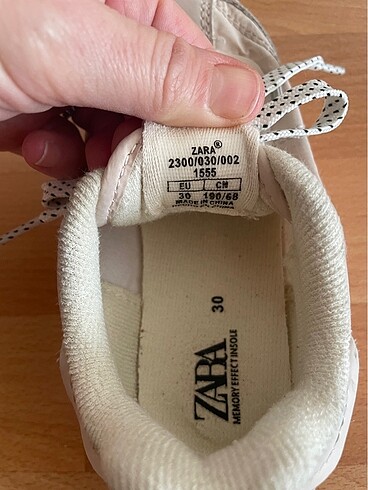 ZARA®
2300/030/002
1555
EU CN
30 190/68
MADE IN CHINA
30
ZARA
MEMORY EFFECT INSOLE